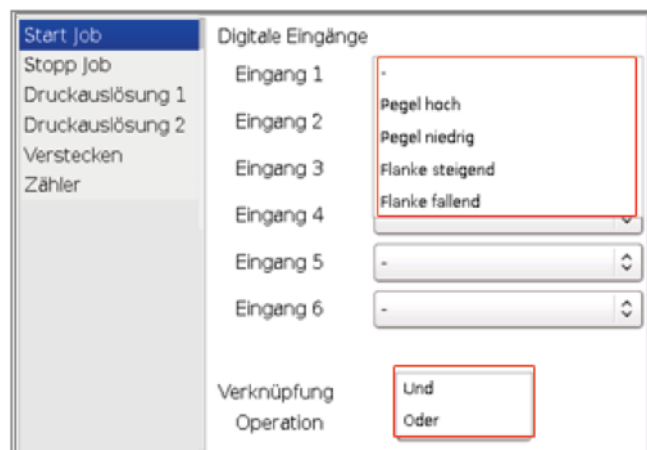 Start Job
Stopp Job
Druckauslösung 1
Druckauslösung 2
Verstecken
Zähler
Digitale Eingänge
Eingang 1
Eingang 2
Eingang 3
Eingang 4
Eingang 5
Eingang 6
-
Pegel hoch
Pegel niedrig
Flanke steigend
Flanke fallend
-
-
Verknüpfung
Operation
Und
Oder